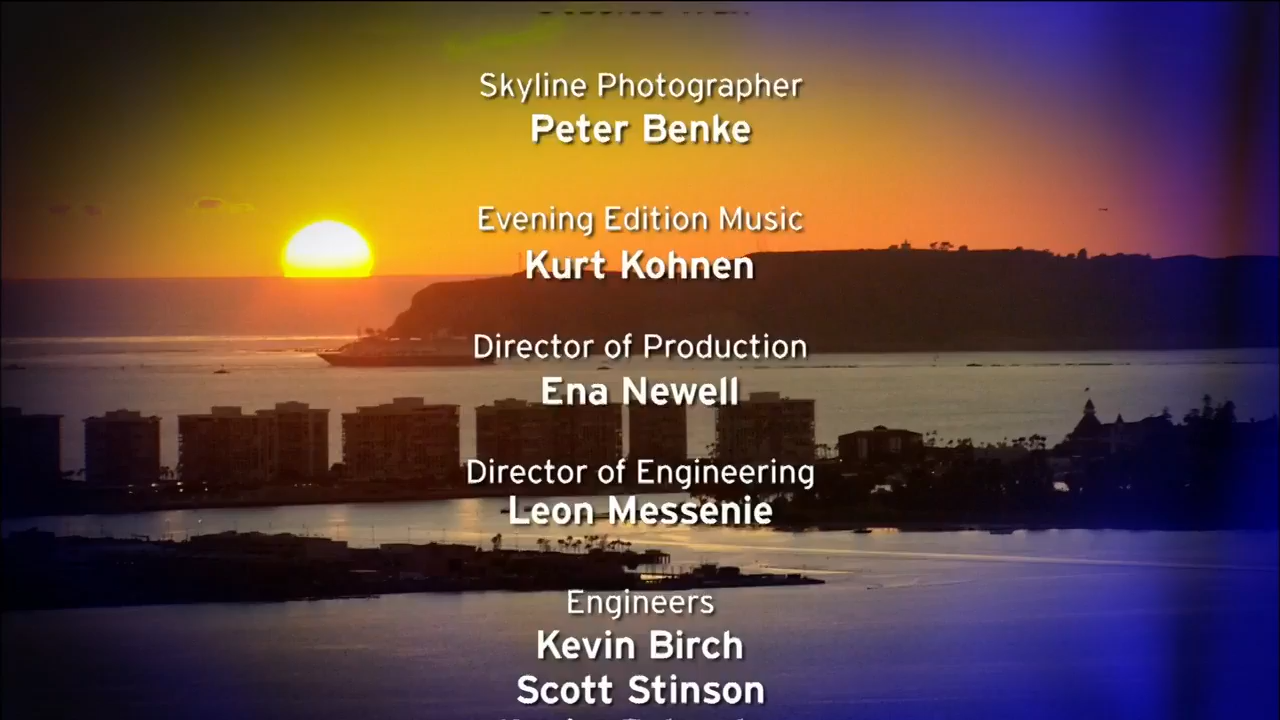 Skyline Photographer
Peter Benke
Evening Edition Music
Kurt Kohnen
Director of Production
Ena Newell
Director of Engineering
Leon Messenie
Engineers
Kevin Birch
Scott Stinson